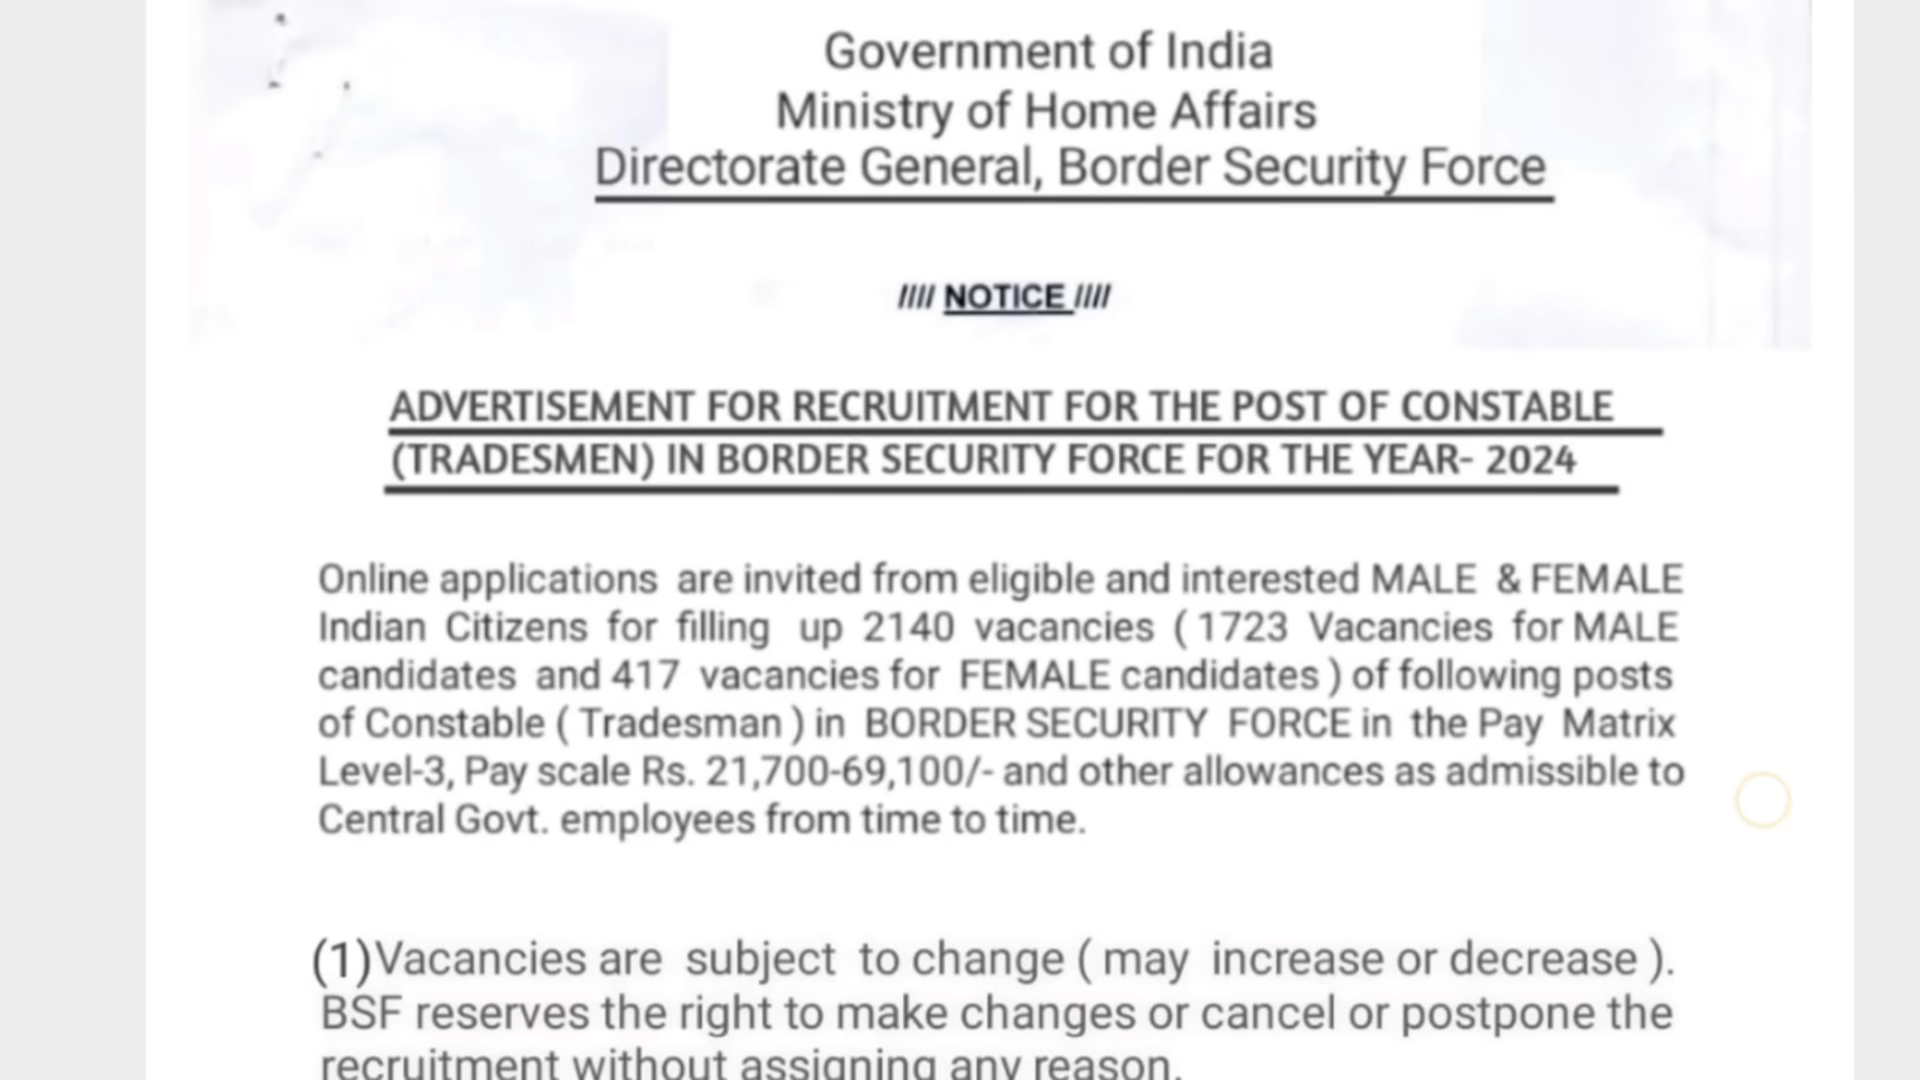 Government of India
Ministry of Home Affairs
Directorate General, Border Security Force
//// NOTICE ////
ADVERTISEMENT FOR RECRUITMENT FOR THE POST OF CONSTABLE
(TRADESMEN) IN BORDER SECURITY FORCE FOR THE YEAR- 2024
Online applications are invited from eligible and interested MALE & FEMALE
Indian Citizens for filling up 2140 vacancies ( 1723 Vacancies for MALE
candidates and 417 vacancies for FEMALE candidates ) of following posts
of Constable ( Tradesman ) in BORDER SECURITY FORCE in the Pay Matrix
Level-3, Pay scale Rs. 21,700-69,100/- and other allowances as admissible to
Central Govt. employees from time to time.
(1)Vacancies are subject to change ( may increase or decrease ).
BSF reserves the right to make changes or cancel or postpone the
recruitment without assigning any reason.